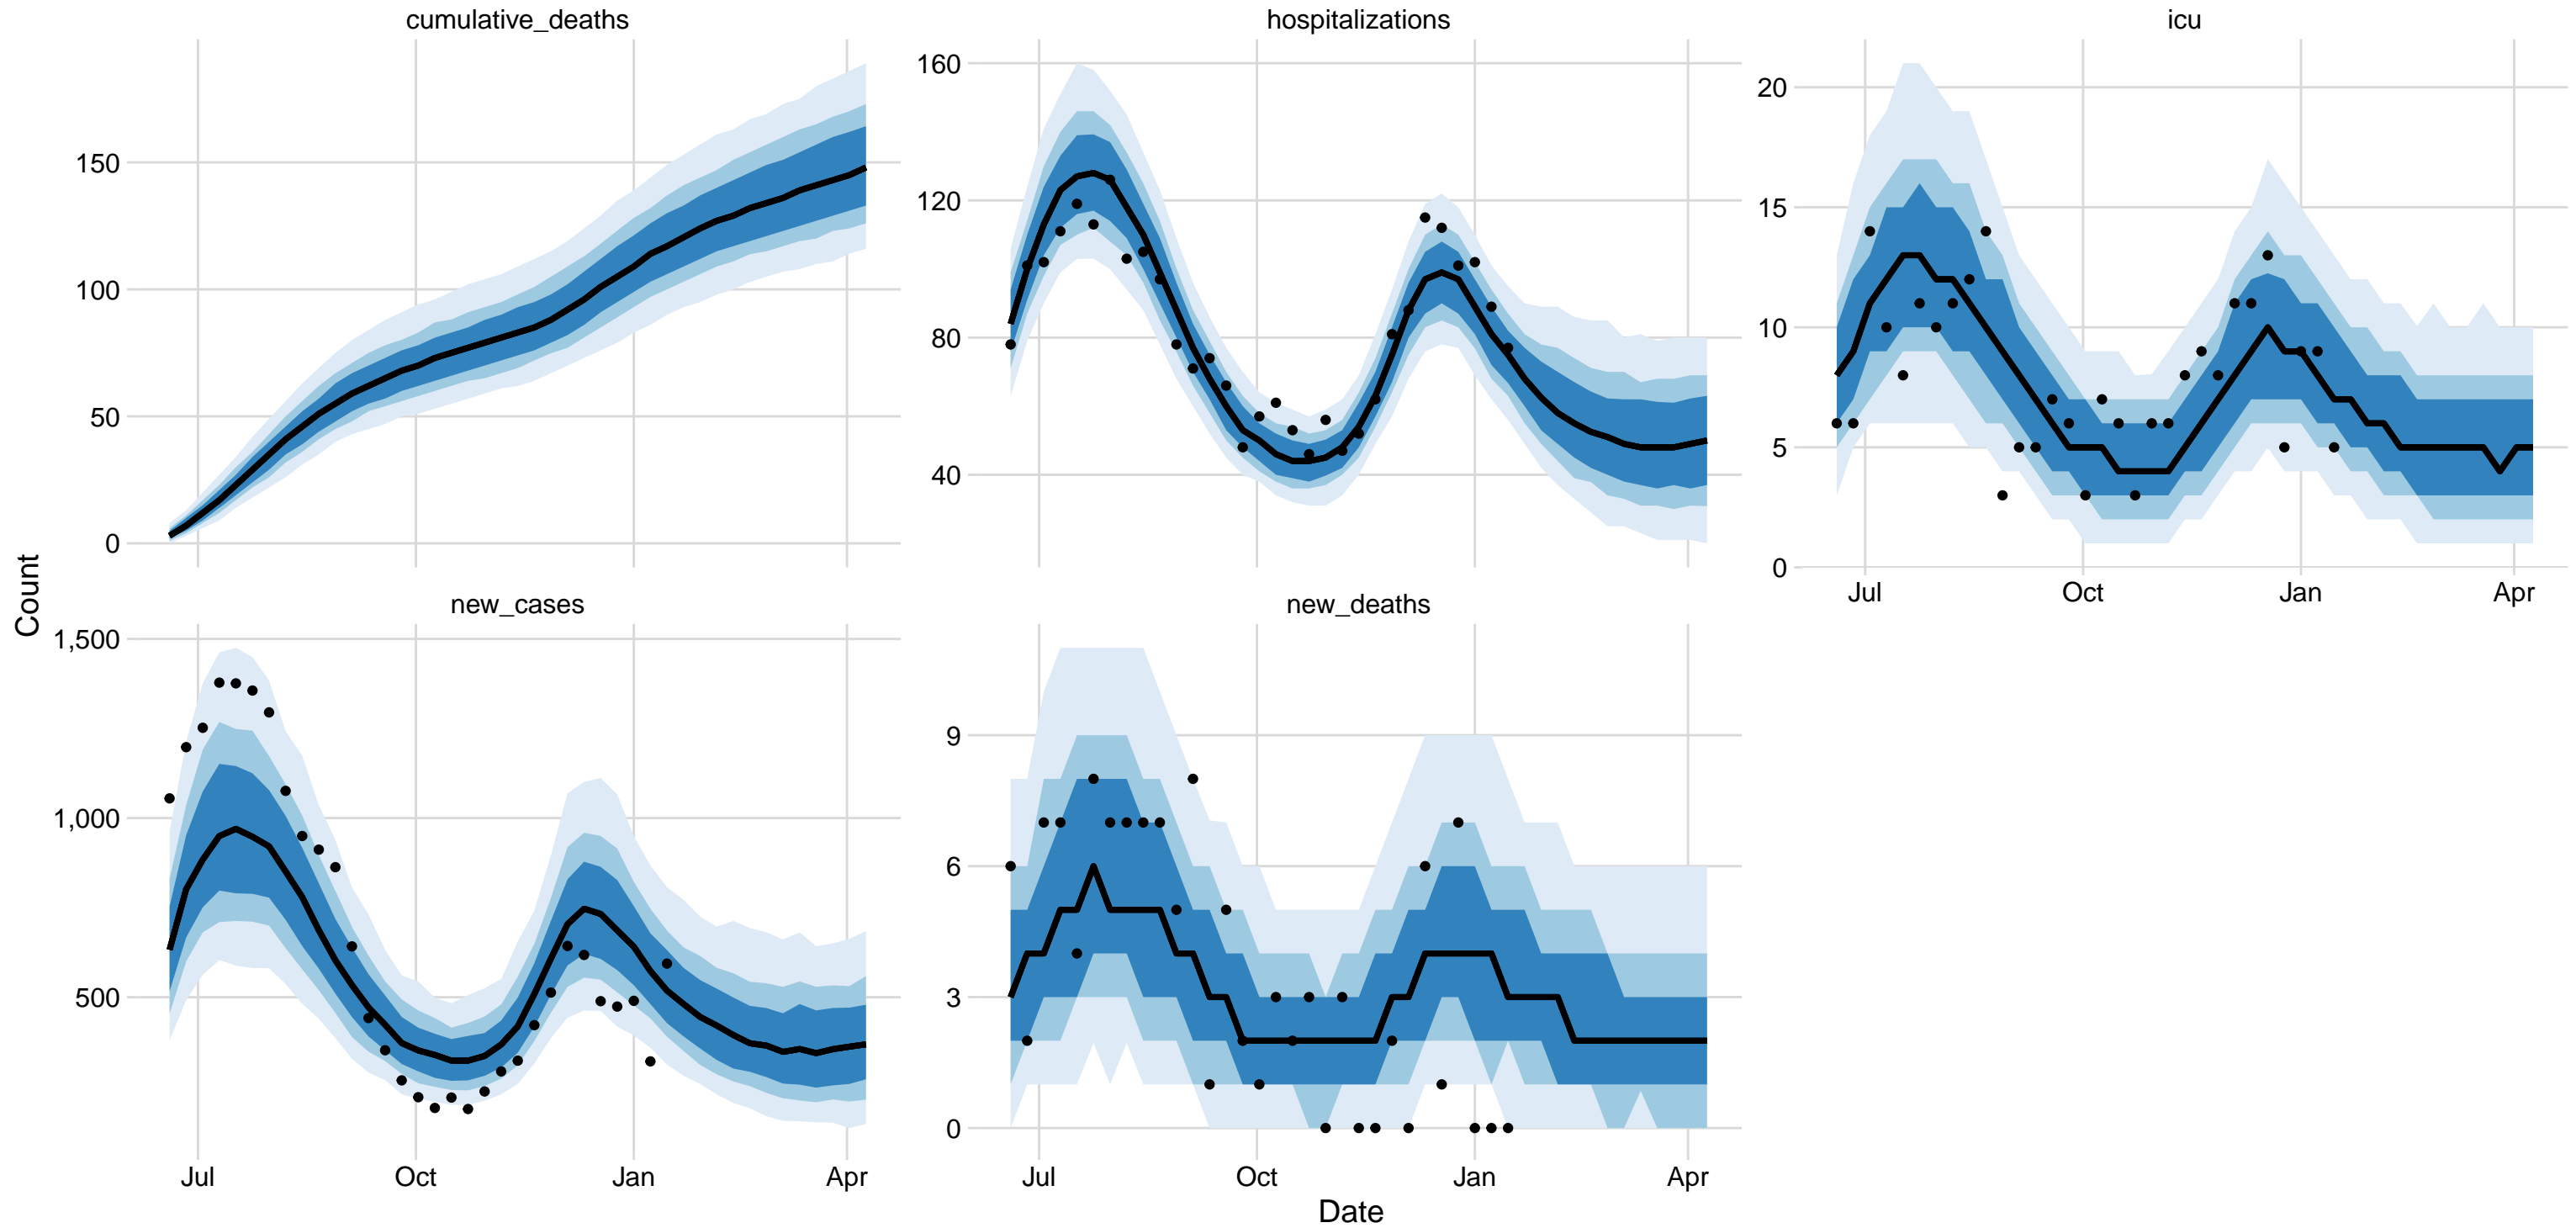 cumulative_deaths
hospitalizations
icu
160
120
80
40
150
100
50
0
20
15
10
5
0
Jul
Oct
Jan
Apr
Count
new_cases
new_deaths
1,500
1,000
500
9
6
3
0
Jul
Oct
Jan
Apr
Jul
Oct
Jan
Apr
Date